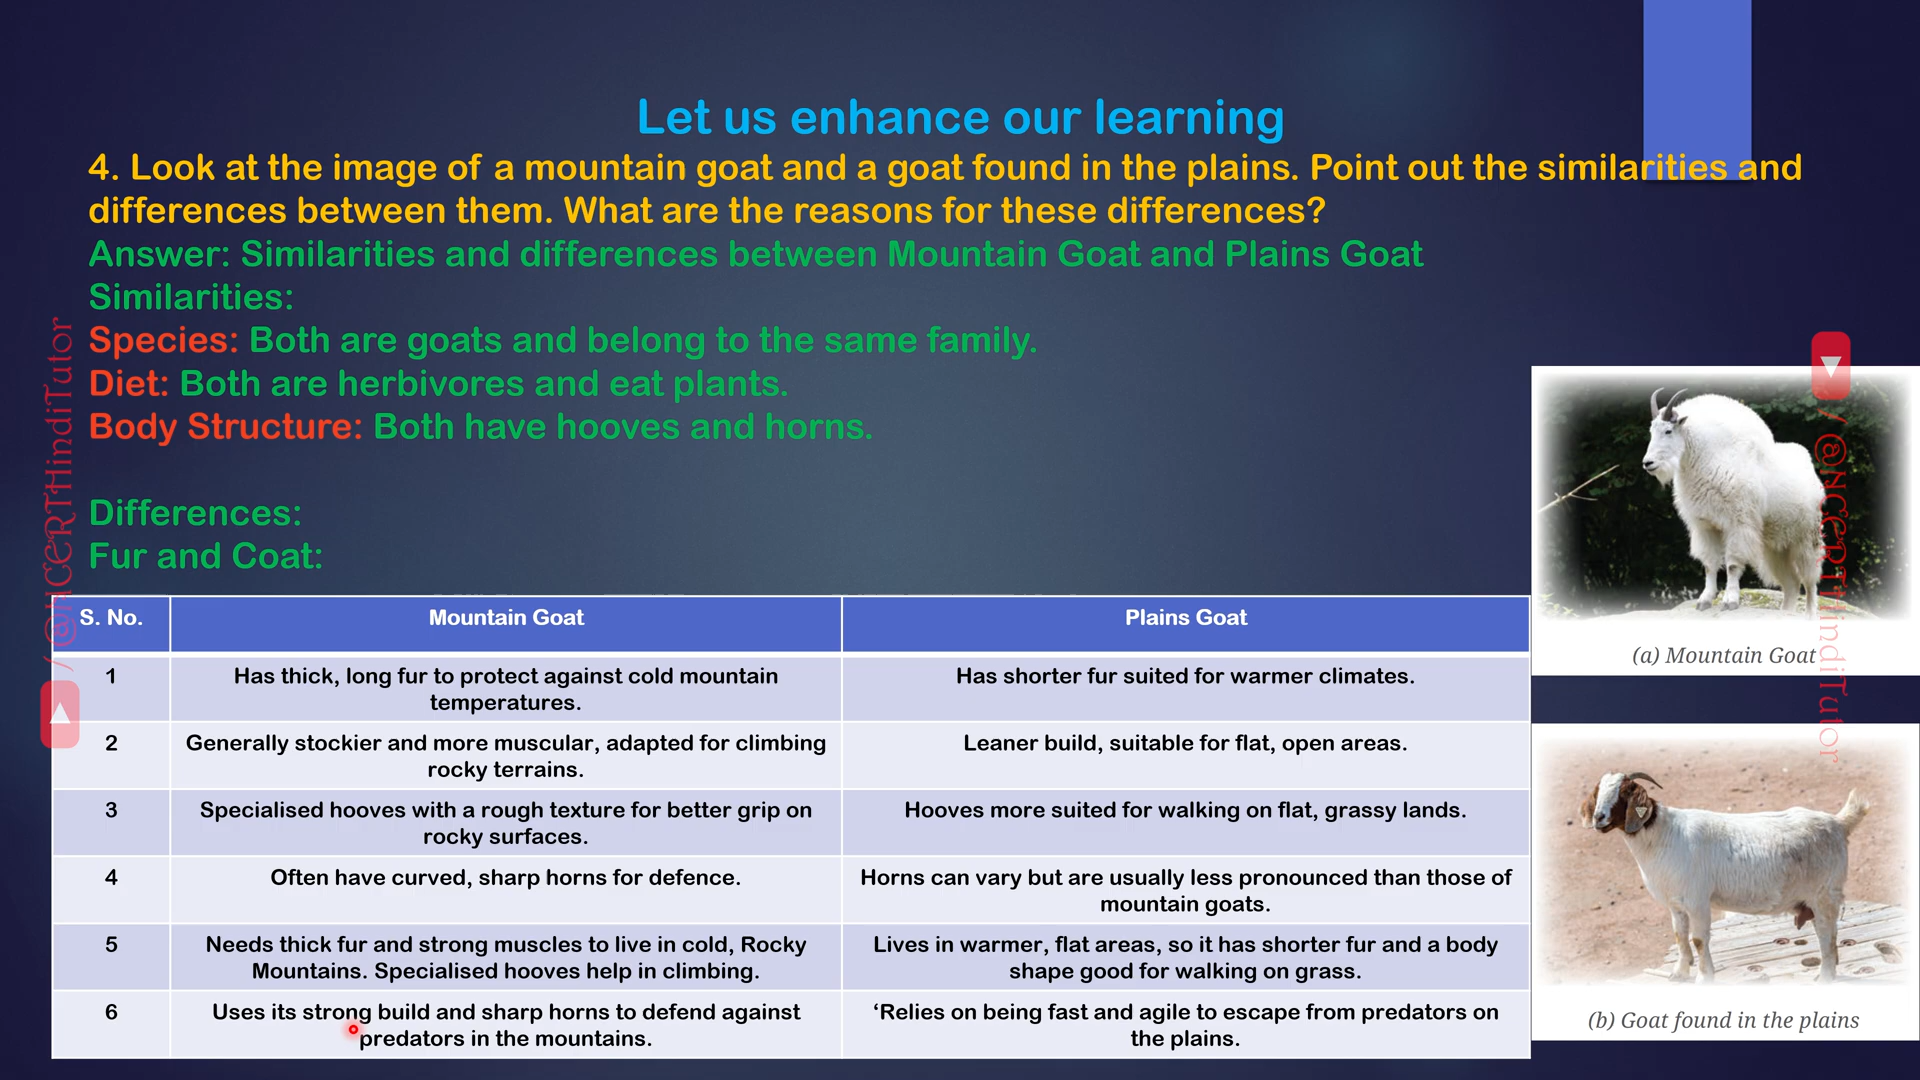 Let us enhance our learning
4. Look at the image of a mountain goat and a goat found in the plains. Point out the similarities and
differences between them. What are the reasons for these differences?
Answer: Similarities and differences between Mountain Goat and Plains Goat
Similarities:
Species: Both are goats and belong to the same family.
Diet: Both are herbivores and eat plants.
Body Structure: Both have hooves and horns.
Differences:
Fur and Coat:
S. No. Mountain Goat Plains Goat
1 Has thick, long fur to protect against cold mountain
temperatures. Has shorter fur suited for warmer climates.
2 Generally stockier and more muscular, adapted for climbing
rocky terrains. Leaner build, suitable for flat, open areas.
3 Specialised hooves with a rough texture for better grip on
rocky surfaces. Hooves more suited for walking on flat, grassy lands.
4 Often have curved, sharp horns for defence. Horns can vary but are usually less pronounced than those of
mountain goats.
5 Needs thick fur and strong muscles to live in cold, Rocky
Mountains. Specialised hooves help in climbing.
Lives in warmer, flat areas, so it has shorter fur and a body
shape good for walking on grass.
6 Uses its strong build and sharp horns to defend against
predators in the mountains.
‘Relies on being fast and agile to escape from predators on
the plains.
(a) Mountain Goat
(b) Goat found in the plains
/ @NCERTHindiTutor
/ @NCERTHindiTutor